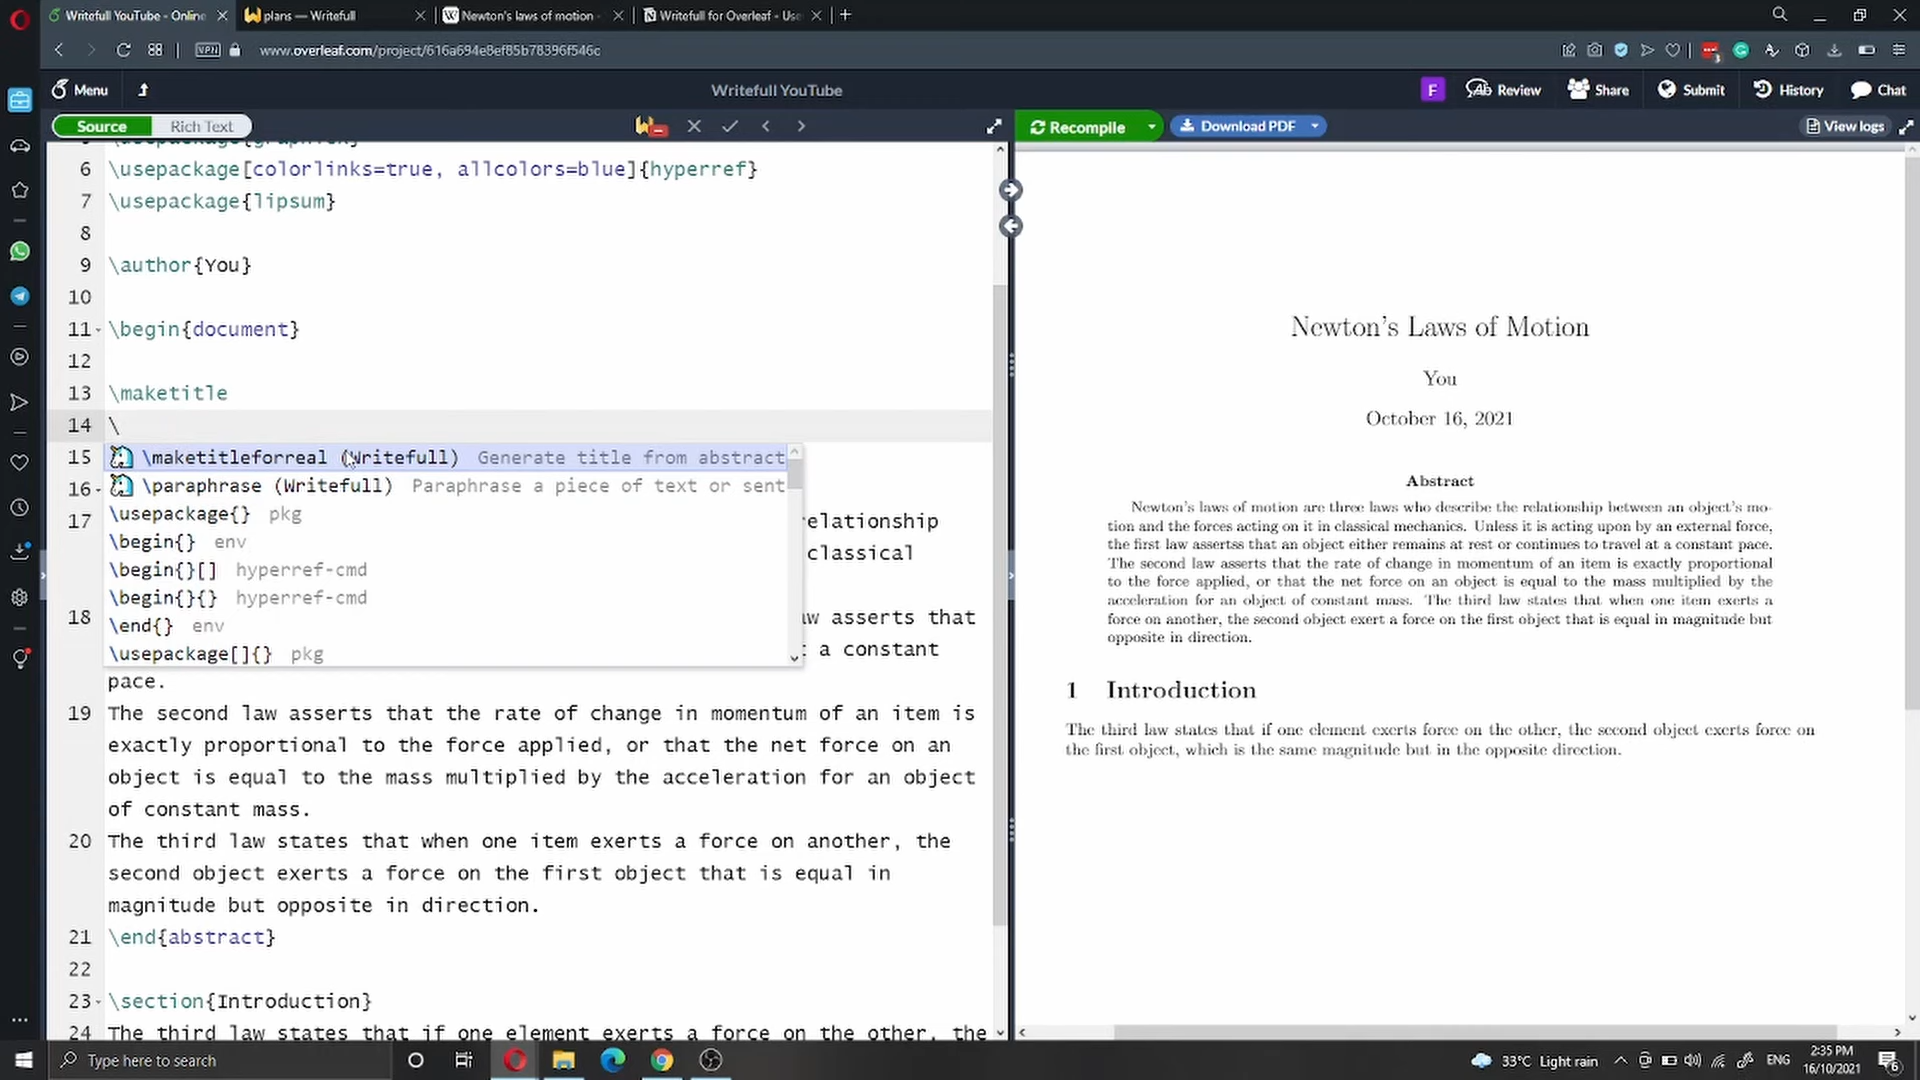 Writefull YouTube - Online
plans — Writefull
Newton's laws of motion -
Writefull for Overleaf - Use
VPN
www.overleaf.com/project/616a694e8ef85b78396f546c
3
Menu
Writefull YouTube
F
Review
Share
Submit
History
Chat
Source
Rich Text
Recompile
Download PDF
View logs
6 \usepackage[colorlinks=true, allcolors=blue]{hyperref}
7 \usepackage{lipsum}
8
9 \author{You}
10
11 \begin{document}
12
13 \maketitle
14 \
15 \maketitleforreal (Writefull) Generate title from abstract
16 \paraphrase (Writefull) Paraphrase a piece of text or sent
\usepackage{} pkg
17 relationship
\begin{} env
classical
\begin{}[] hyperref-cmd
\begin{}{} hyperref-cmd
18 aw asserts that
\end{} env
\usepackage[]{} pkg
a constant
pace.
19 The second law asserts that the rate of change in momentum of an item is
exactly proportional to the force applied, or that the net force on an
object is equal to the mass multiplied by the acceleration for an object
of constant mass.
20 The third law states that when one item exerts a force on another, the
second object exerts a force on the first object that is equal in
magnitude but opposite in direction.
21 \end{abstract}
22
23 \section{Introduction}
24 The third law states that if one element exerts a force on the other, the
Newton's Laws of Motion
You
October 16, 2021
Abstract
Newton's laws of motion are three laws who describe the relationship between an object's mo-
tion and the forces acting on it in classical mechanics. Unless it is acting upon by an external force,
the first law assertss that an object either remains at rest or continues to travel at a constant pace.
The second law asserts that the rate of change in momentum of an item is exactly proportional
to the force applied, or that the net force on an object is equal to the mass multiplied by the
acceleration for an object of constant mass. The third law states that when one item exerts a
force on another, the second object exert a force on the first object that is equal in magnitude but
opposite in direction.
1 Introduction
The third law states that if one element exerts force on the other, the second object exerts force on
the first object, which is the same magnitude but in the opposite direction.
Type here to search
33°C Light rain
ENG
2:35 PM
16/10/2021
6